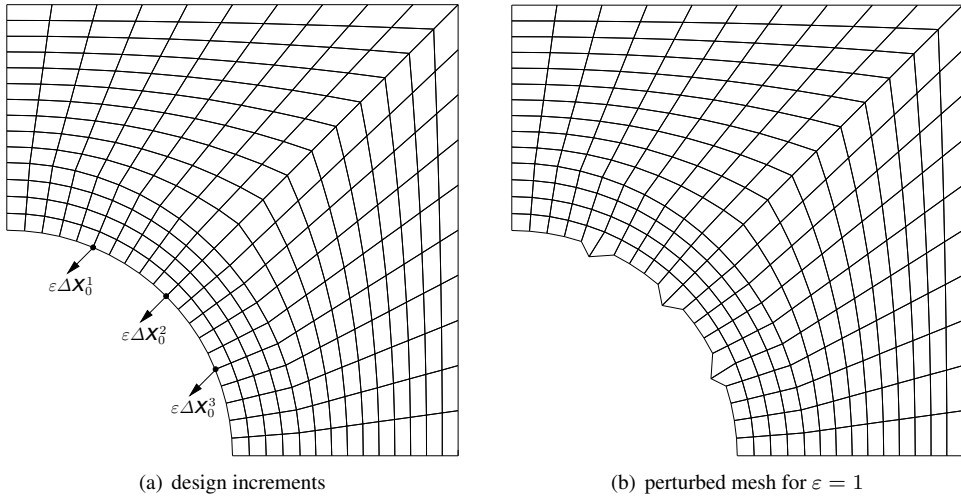 εΔX₀¹
εΔX₀²
εΔX₀³
(a) design increments
(b) perturbed mesh for ε = 1